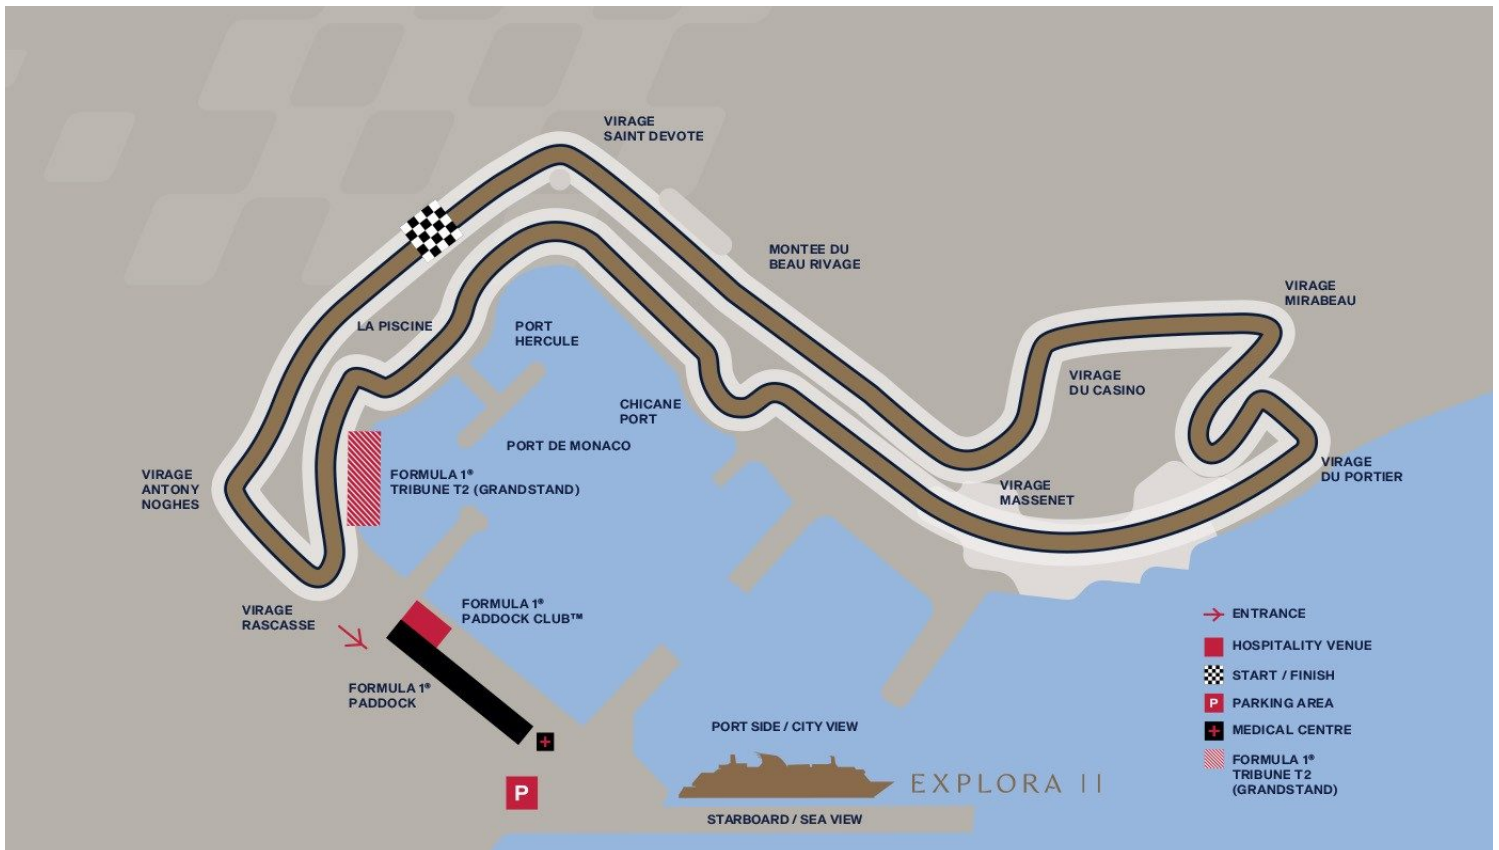 VIRAGE
SAINT DEVOTE
MONTEE DU
BEAU RIVAGE
VIRAGE
MIRABEAU
LA PISCINE
PORT
HERCULE
VIRAGE
DU CASINO
CHICANE
PORT
PORT DE MONACO
VIRAGE
ANTONY
NOGHES
FORMULA 1®
TRIBUNE T2 (GRANDSTAND)
VIRAGE
MASSENET
VIRAGE
DU PORTIER
VIRAGE
RASCASSE
FORMULA 1®
PADDOCK CLUB™
FORMULA 1®
PADDOCK
P
PORT SIDE / CITY VIEW
EXPLORA II
STARBOARD / SEA VIEW
ENTRANCE
HOSPITALITY VENUE
START / FINISH
P PARKING AREA
MEDICAL CENTRE
FORMULA 1®
TRIBUNE T2
(GRANDSTAND)